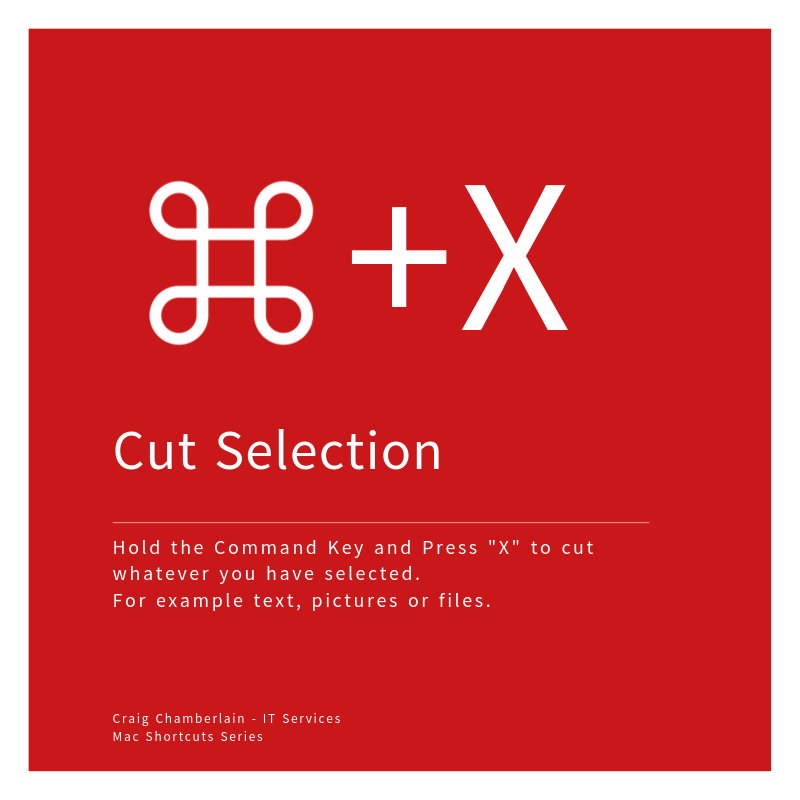 ⌘+X
Cut Selection
Hold the Command Key and Press "X" to cut
whatever you have selected.
For example text, pictures or files.
Craig Chamberlain - IT Services
Mac Shortcuts Series